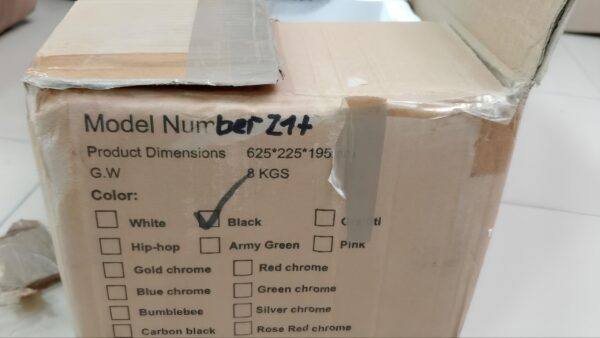 Model Number Z1+
Product Dimensions 625*225*195
G.W 8 KGS
Color:
White Black
Hip-hop Army Green Pink
Gold chrome Red chrome
Blue chrome Green chrome
Bumblebee Silver chrome
Carbon black Rose Red chrome